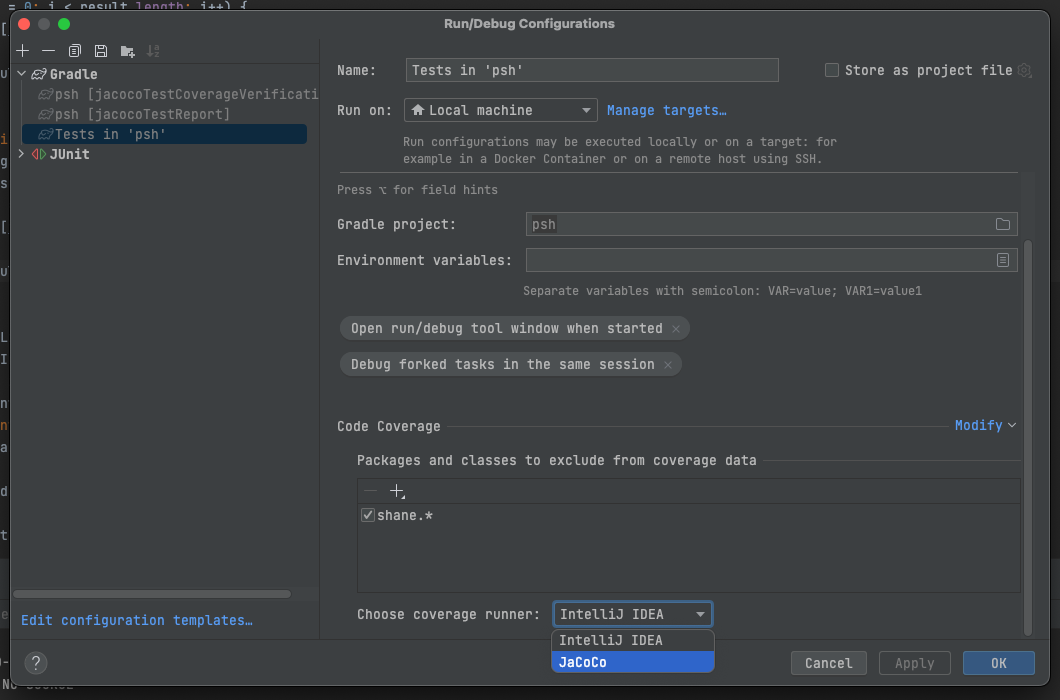 = 0; i < result.length; i++) {
Run/Debug Configurations
Gradle
psh [jacocoTestCoverageVerificati
psh [jacocoTestReport]
Tests in 'psh'
JUnit
Edit configuration templates…
Name: Tests in 'psh' Store as project file
Run on: Local machine Manage targets…
Run configurations may be executed locally or on a target: for
example in a Docker Container or on a remote host using SSH.
Press ⌥ for field hints
Gradle project: psh
Environment variables:
Separate variables with semicolon: VAR=value; VAR1=value1
Open run/debug tool window when started ×
Debug forked tasks in the same session ×
Code Coverage Modify
Packages and classes to exclude from coverage data
shane.*
Choose coverage runner: IntelliJ IDEA
IntelliJ IDEA
JaCoCo
? Cancel Apply OK